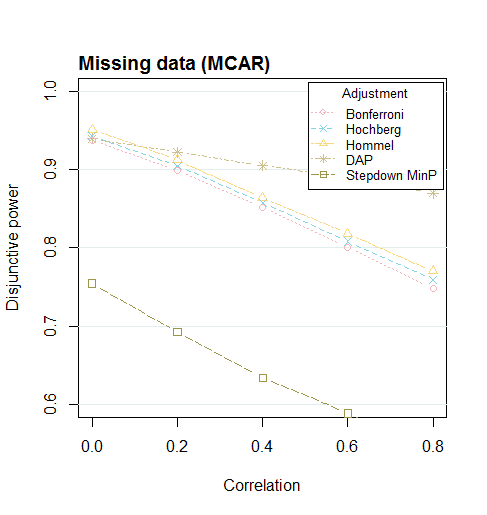 Missing data (MCAR)
Adjustment
Bonferroni
Hochberg
Hommel
DAP
Stepdown MinP
Disjunctive power
1.0
0.9
0.8
0.7
0.6
0.0 0.2 0.4 0.6 0.8
Correlation